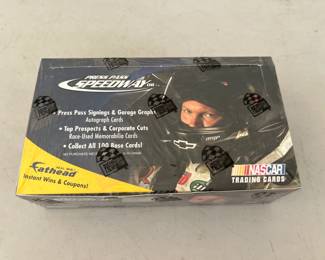 PRESS PASS
SPEEDWAY
• Press Pass Signings & Garage Graphs
Autograph Cards
• Top Prospects & Corporate Cuts
Race-Used Memorabilia Cards
• Collect All 100 Base Cards!
Fathead
Instant Wins & Coupons!
NASCAR
TRADING CARDS